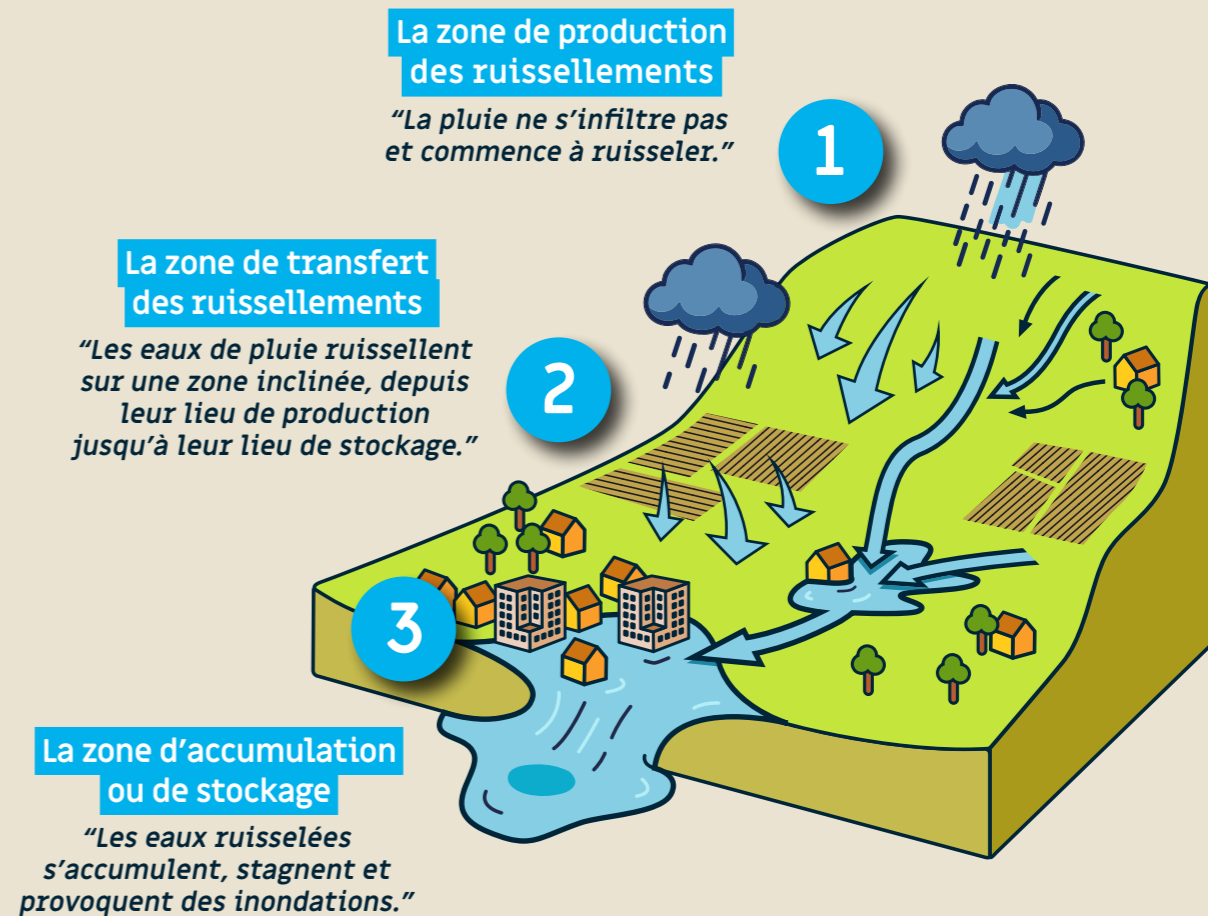 La zone de production
des ruissellements
“La pluie ne s’infiltre pas
et commence à ruisseler.”
1
La zone de transfert
des ruissellements
“Les eaux de pluie ruissellent
sur une zone inclinée, depuis
leur lieu de production
jusqu’à leur lieu de stockage.”
2
3
La zone d’accumulation
ou de stockage
“Les eaux ruisselées
s’accumulent, stagnent et
provoquent des inondations.”